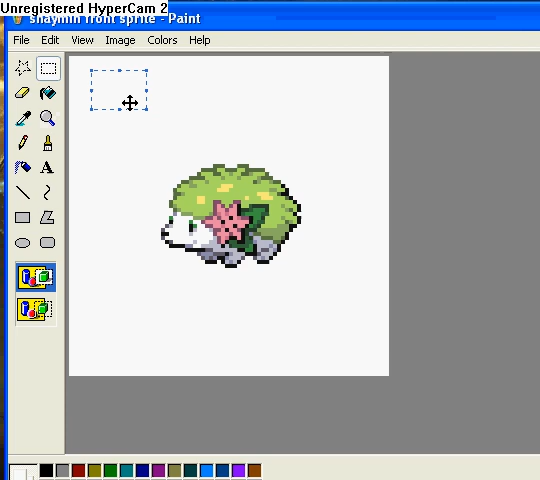 Unregistered HyperCam 2
shaymin front sprite - Paint
File Edit View Image Colors Help
A